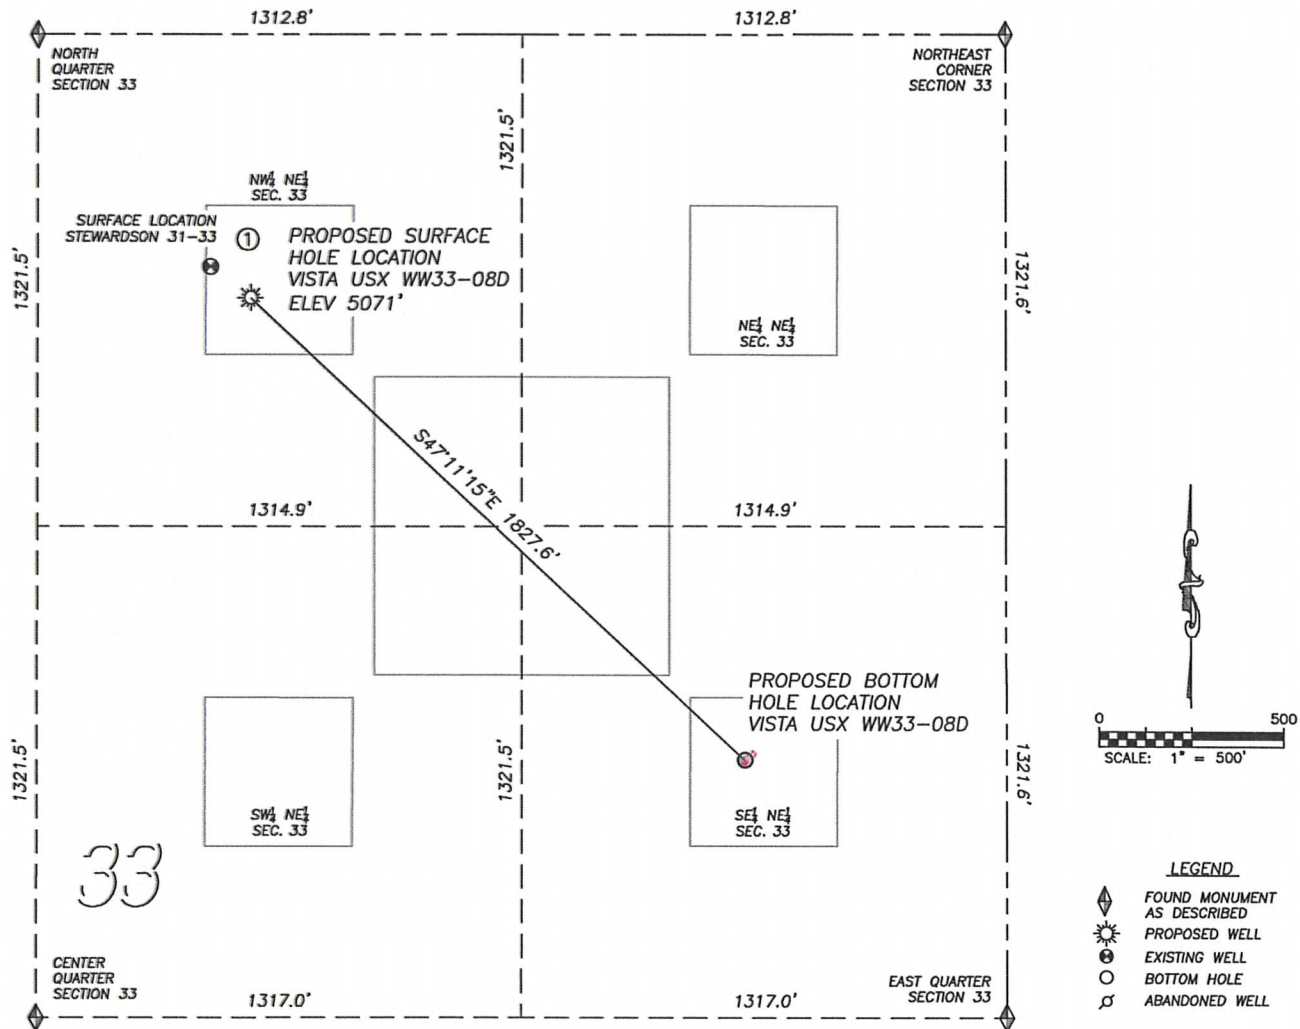 1312.8'
1312.8'
NORTH
QUARTER
SECTION 33
NORTHEAST
CORNER
SECTION 33
1321.5'
NW¼ NE¼
SEC. 33
SURFACE LOCATION
STEWARDSON 31-33
1
PROPOSED SURFACE
HOLE LOCATION
VISTA USX WW33-08D
ELEV 5071'
1321.5'
1321.6'
NE¼ NE¼
SEC. 33
S47°11'15"E 1827.6'
1314.9'
1314.9'
PROPOSED BOTTOM
HOLE LOCATION
VISTA USX WW33-08D
0
500
SCALE: 1" = 500'
1321.5'
1321.5'
1321.6'
SW¼ NE¼
SEC. 33
SE¼ NE¼
SEC. 33
33
LEGEND
FOUND MONUMENT
AS DESCRIBED
PROPOSED WELL
EXISTING WELL
BOTTOM HOLE
ABANDONED WELL
CENTER
QUARTER
SECTION 33
1317.0'
1317.0'
EAST QUARTER
SECTION 33